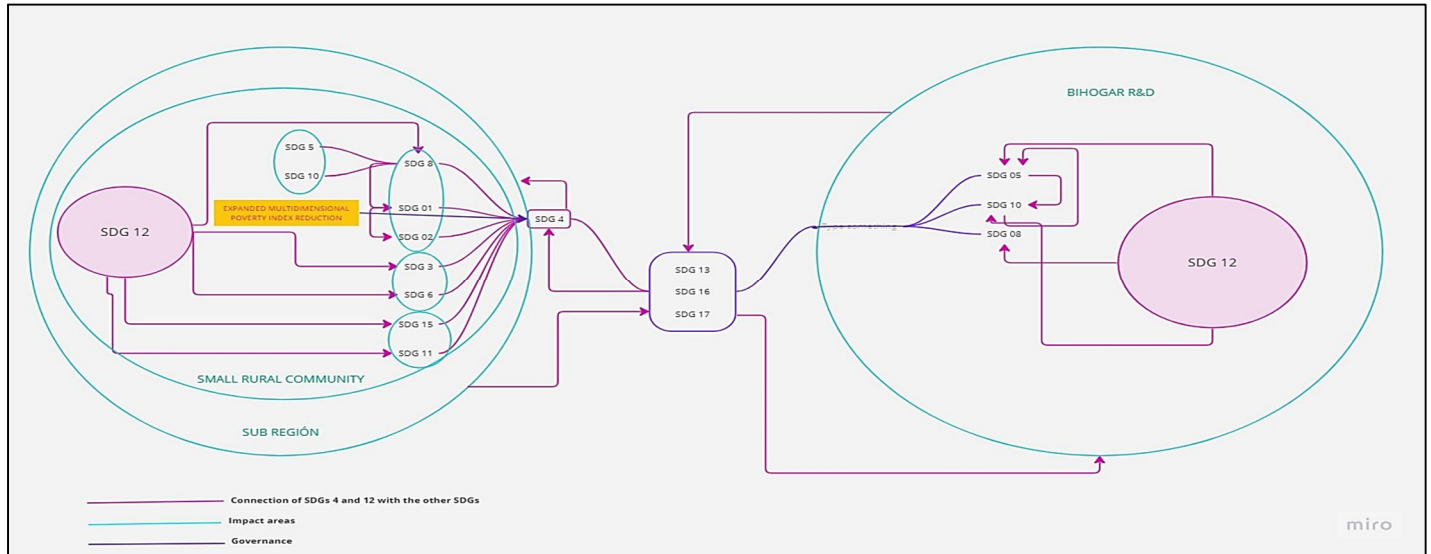 BIHOGAR R&D
SDG 5
SDG 10
SDG 8
SDG 01
SDG 02
EXPANDED MULTIDIMENSIONAL
POVERTY INDEX REDUCTION
SDG 12
SDG 3
SDG 6
SDG 15
SDG 11
SMALL RURAL COMMUNITY
SUB REGIÓN
SDG 4
SDG 13
SDG 16
SDG 17
Type something
SDG 05
SDG 10
SDG 08
SDG 12
Connection of SDGs 4 and 12 with the other SDGs
Impact areas
Governance
miro